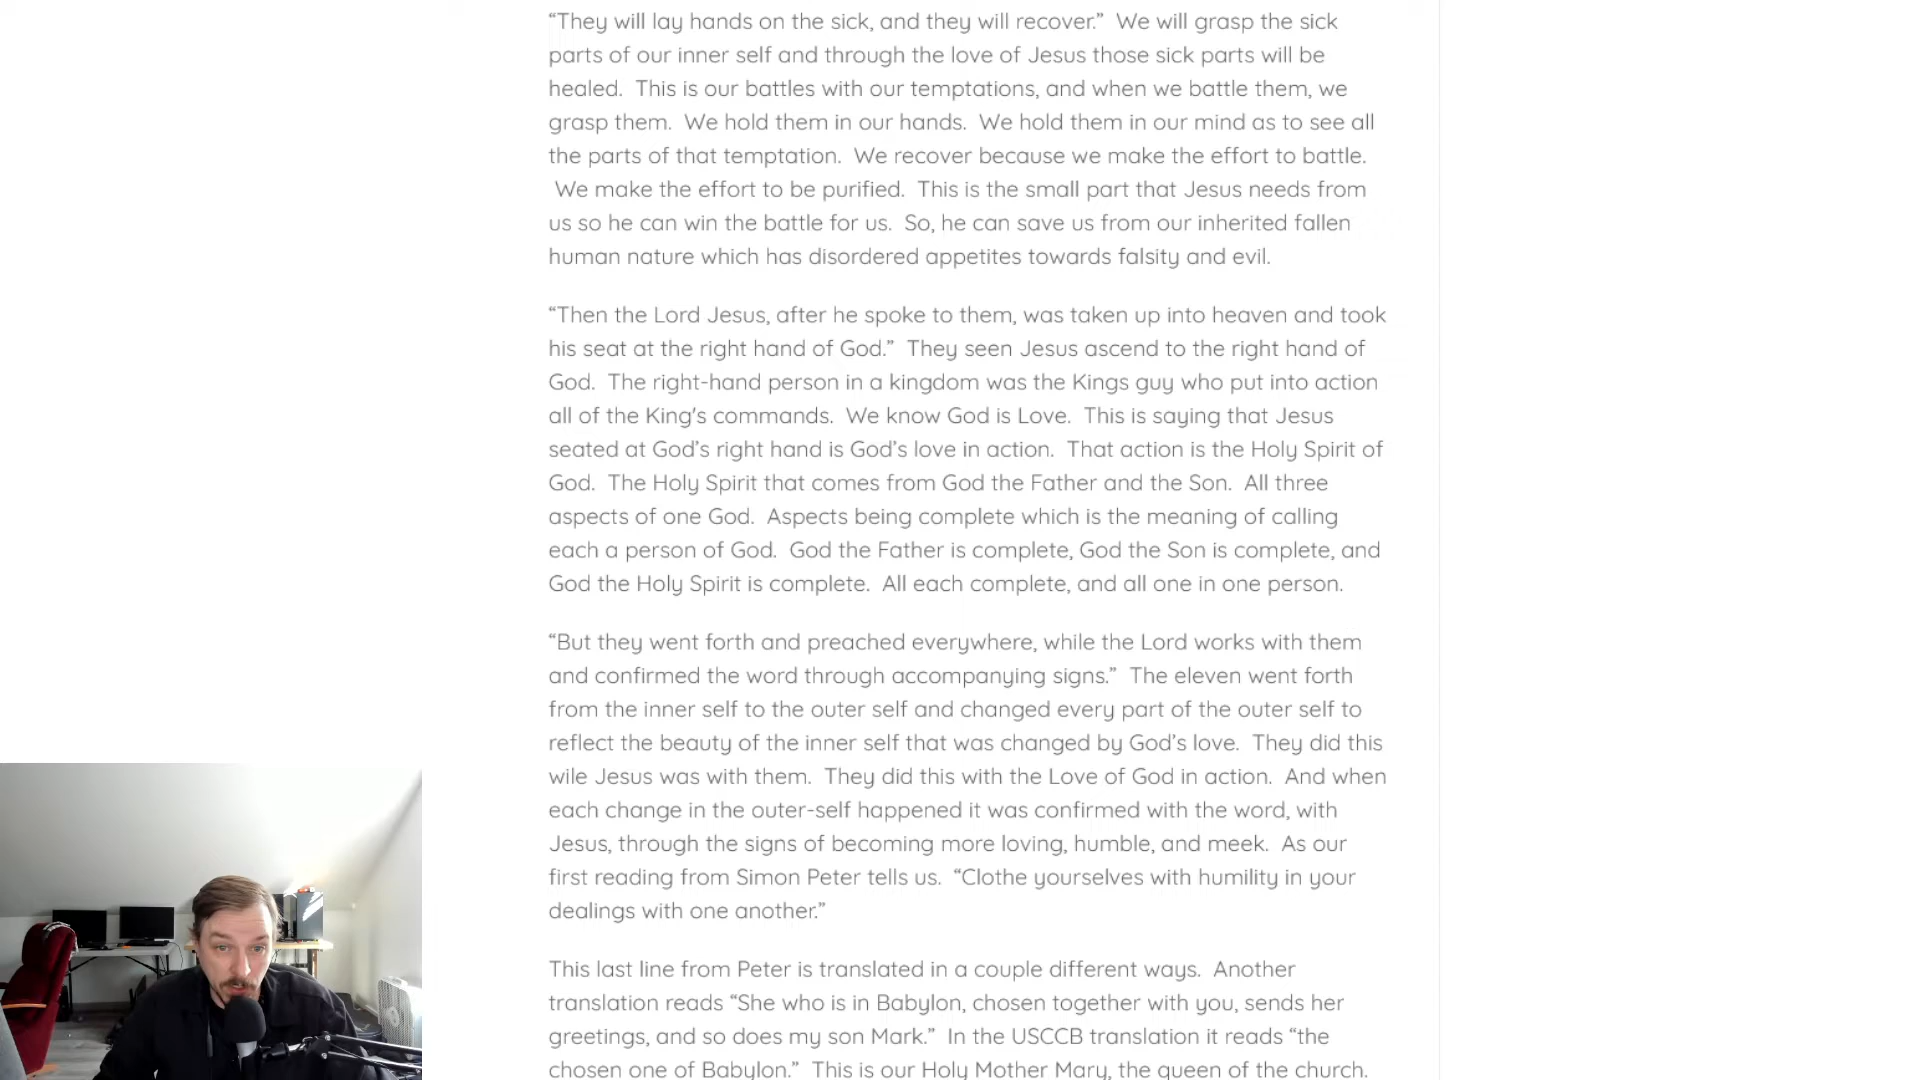 “They will lay hands on the sick, and they will recover.”  We will grasp the sick
parts of our inner self and through the love of Jesus those sick parts will be
healed.  This is our battles with our temptations, and when we battle them, we
grasp them.  We hold them in our hands.  We hold them in our mind as to see all
the parts of that temptation.  We recover because we make the effort to battle.
We make the effort to be purified.  This is the small part that Jesus needs from
us so he can win the battle for us.  So, he can save us from our inherited fallen
human nature which has disordered appetites towards falsity and evil.
“Then the Lord Jesus, after he spoke to them, was taken up into heaven and took
his seat at the right hand of God.”  They seen Jesus ascend to the right hand of
God.  The right-hand person in a kingdom was the Kings guy who put into action
all of the King's commands.  We know God is Love.  This is saying that Jesus
seated at God’s right hand is God’s love in action.  That action is the Holy Spirit of
God.  The Holy Spirit that comes from God the Father and the Son.  All three
aspects of one God.  Aspects being complete which is the meaning of calling
each a person of God.  God the Father is complete, God the Son is complete, and
God the Holy Spirit is complete.  All each complete, and all one in one person.
“But they went forth and preached everywhere, while the Lord works with them
and confirmed the word through accompanying signs.”  The eleven went forth
from the inner self to the outer self and changed every part of the outer self to
reflect the beauty of the inner self that was changed by God’s love.  They did this
wile Jesus was with them.  They did this with the Love of God in action.  And when
each change in the outer-self happened it was confirmed with the word, with
Jesus, through the signs of becoming more loving, humble, and meek.  As our
first reading from Simon Peter tells us.  “Clothe yourselves with humility in your
dealings with one another.”
This last line from Peter is translated in a couple different ways.  Another
translation reads “She who is in Babylon, chosen together with you, sends her
greetings, and so does my son Mark.”  In the USCCB translation it reads “the
chosen one of Babylon.”  This is our Holy Mother Mary, the queen of the church.